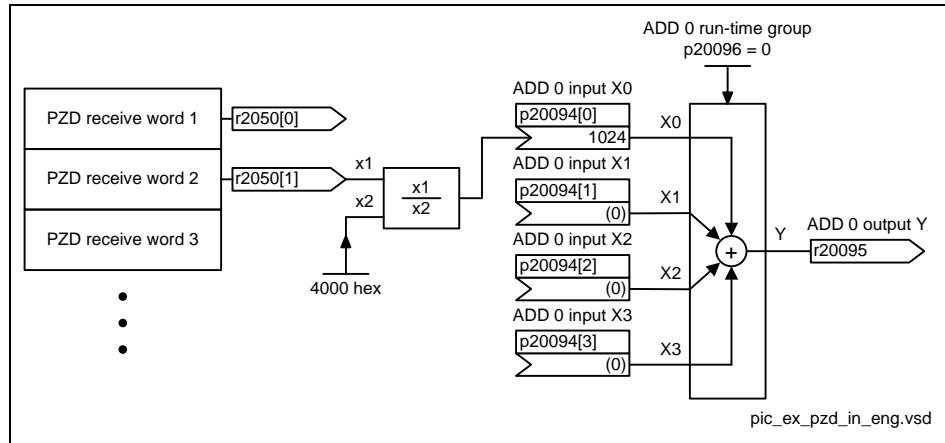 ADD 0 run-time group
p20096 = 0
ADD 0 input X0
PZD receive word 1
r2050[0]
p20094[0]
X0
1024
PZD receive word 2
r2050[1]
x1
x2
x1
x2
ADD 0 input X1
p20094[1]
X1
(0)
PZD receive word 3
4000 hex
ADD 0 input X2
p20094[2]
X2
(0)
+
Y
ADD 0 output Y
r20095
ADD 0 input X3
p20094[3]
X3
(0)
pic_ex_pzd_in_eng.vsd